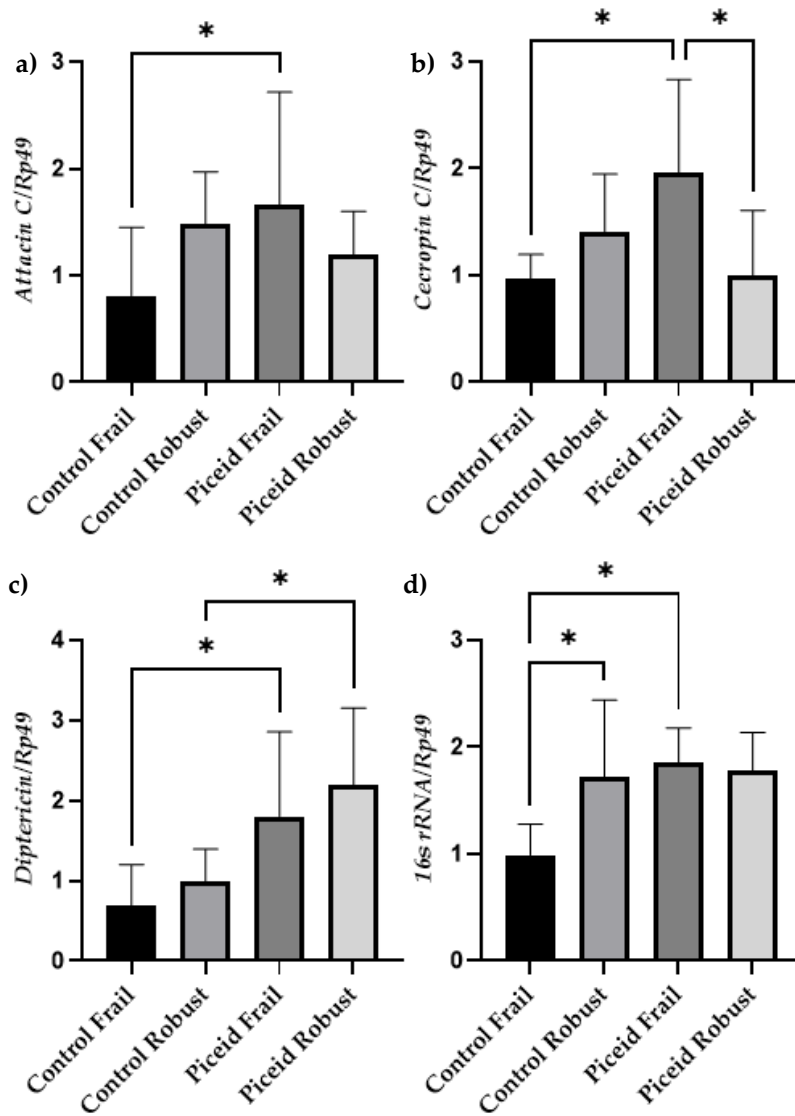 a)
*
3
2
1
0
Attacin C/Rp49
Control Frail
Control Robust
Piceid Frail
Piceid Robust
b)
* *
3
2
1
0
Cecropin C/Rp49
Control Frail
Control Robust
Piceid Frail
Piceid Robust
c)
*
*
4
3
2
1
0
Diptericin/Rp49
Control Frail
Control Robust
Piceid Frail
Piceid Robust
d)
*
*
3
2
1
0
16s rRNA/Rp49
Control Frail
Control Robust
Piceid Frail
Piceid Robust